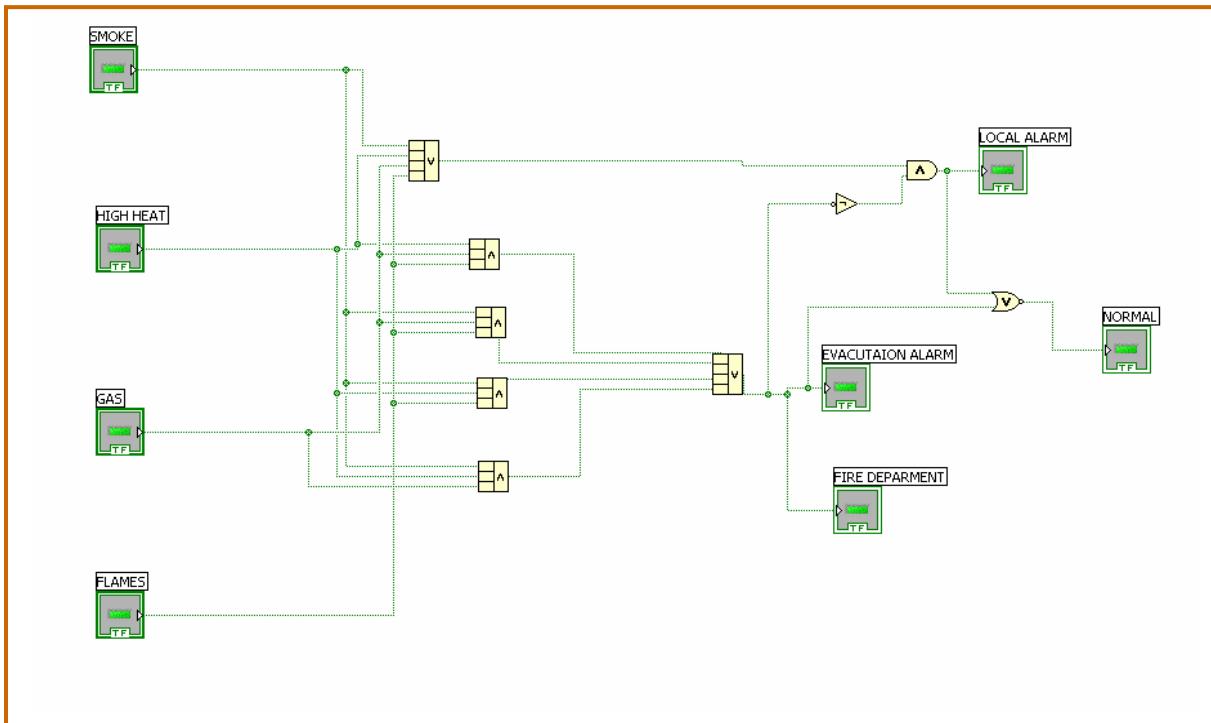 SMOKE
TF
LOCAL ALARM
TF
HIGH HEAT
TF
NORMAL
TF
EVACUTAION ALARM
TF
GAS
TF
FIRE DEPARMENT
TF
FLAMES
TF